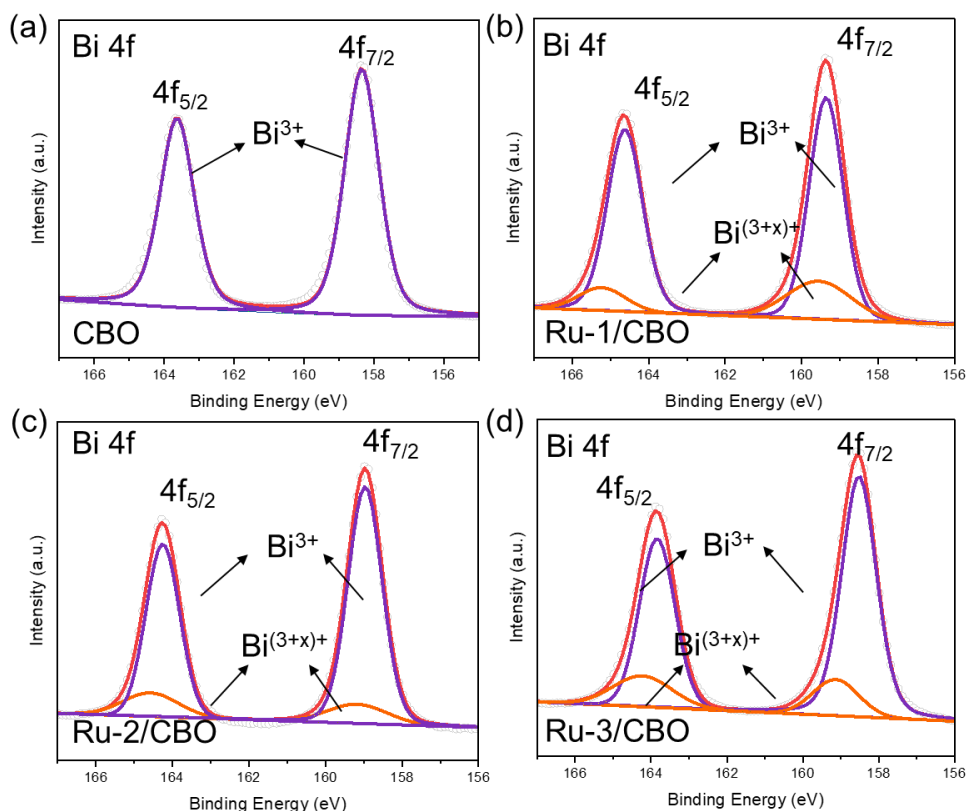 (a)
Bi 4f
4f5/2
4f7/2
Bi3+
CBO
Intensity (a.u.)
166 164 162 160 158 156
Binding Energy (eV)
(b)
Bi 4f
4f5/2
4f7/2
Bi3+
Bi(3+x)+
Ru-1/CBO
Intensity (a.u.)
166 164 162 160 158 156
Binding Energy (eV)
(c)
Bi 4f
4f5/2
4f7/2
Bi3+
Bi(3+x)+
Ru-2/CBO
Intensity (a.u.)
166 164 162 160 158 156
Binding Energy (eV)
(d)
Bi 4f
4f5/2
4f7/2
Bi3+
Bi(3+x)+
Ru-3/CBO
Intensity (a.u.)
166 164 162 160 158 156
Binding Energy (eV)